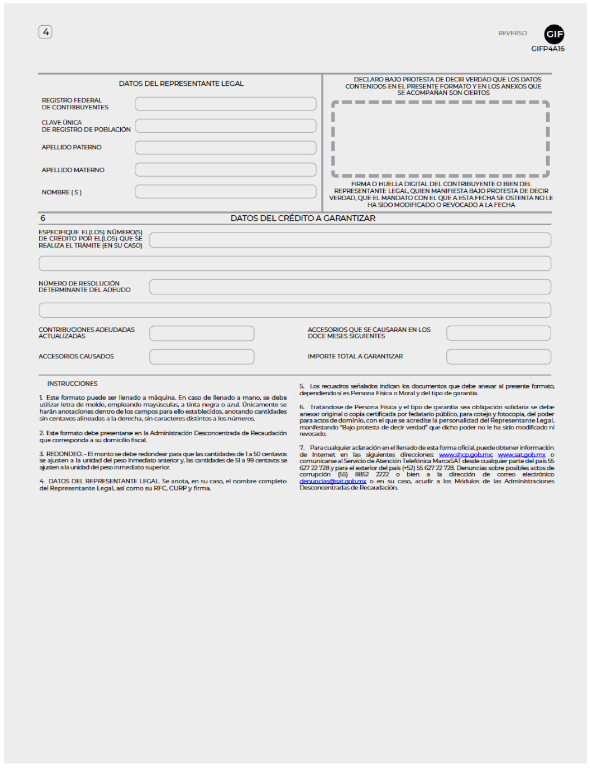 4
REVERSO
GIF
GIFP4A16
DATOS DEL REPRESENTANTE LEGAL
REGISTRO FEDERAL
DE CONTRIBUYENTES
CLAVE ÚNICA
DE REGISTRO DE POBLACIÓN
APELLIDO PATERNO
APELLIDO MATERNO
NOMBRE ( S )
DECLARO BAJO PROTESTA DE DECIR VERDAD QUE LOS DATOS
CONTENIDOS EN EL PRESENTE FORMATO Y EN LOS ANEXOS QUE
SE ACOMPAÑAN SON CIERTOS
FIRMA O HUELLA DIGITAL DEL CONTRIBUYENTE O BIEN DEL
REPRESENTANTE LEGAL, QUIEN MANIFIESTA BAJO PROTESTA DE DECIR
VERDAD, QUE EL MANDATO CON EL QUE A ESTA FECHA SE OSTENTA NO LE
HA SIDO MODIFICADO O REVOCADO A LA FECHA
6 DATOS DEL CRÉDITO A GARANTIZAR
ESPECIFIQUE EL(LOS) NÚMERO(S)
DE CRÉDITO POR EL(LOS) QUE SE
REALIZA EL TRÁMITE (EN SU CASO)
NÚMERO DE RESOLUCIÓN
DETERMINANTE DEL ADEUDO
CONTRIBUCIONES ADEUDADAS
ACTUALIZADAS
ACCESORIOS QUE SE CAUSARÁN EN LOS
DOCE MESES SIGUIENTES
ACCESORIOS CAUSADOS
IMPORTE TOTAL A GARANTIZAR
INSTRUCCIONES
1. Este formato puede ser llenado a máquina. En caso de llenado a mano, se debe
utilizar letra de molde, empleando mayúsculas, a tinta negra o azul. Únicamente se
harán anotaciones dentro de los campos para ello establecidos, anotando cantidades
sin centavos alineadas a la derecha, sin caracteres distintos a los números.
2. Este formato debe presentarse en la Administración Desconcentrada de Recaudación
que corresponda a su domicilio fiscal.
3. REDONDEO. - El monto se debe redondear para que las cantidades de 1 a 50 centavos
se ajusten a la unidad del peso inmediato anterior y, las cantidades de 51 a 99 centavos se
ajusten a la unidad del peso inmediato superior.
4. DATOS DEL REPRESENTANTE LEGAL. Se anota, en su caso, el nombre completo
del Representante Legal, así como su RFC, CURP y firma.
5. Los recuadros señalados indican los documentos que debe anexar al presente formato,
dependiendo si es Persona Física o Moral y del tipo de garantía.
6. Tratándose de Persona Física y el tipo de garantía sea obligación solidaria se debe
anexar original o copia certificada por fedatario público, para cotejo y fotocopia, del poder
para actos de dominio, con el que se acredite la personalidad del Representante Legal,
manifestando "Bajo protesta de decir verdad" que dicho poder no le ha sido modificado ni
revocado.
7. Para cualquier aclaración en el llenado de esta forma oficial, puede obtener información
de Internet en las siguientes direcciones: www.shcp.gob.mx; www.sat.gob.mx o
comunicarse al Servicio de Atención Telefónica MarcaSAT desde cualquier parte del país 55
627 22 728 y para el exterior del país (+52) 55 627 22 728. Denuncias sobre posibles actos de
corrupción (55) 8852 2222 o bien a la dirección de correo electrónico
denuncias@sat.gob.mx o en su caso, acudir a los Módulos de las Administraciones
Desconcentradas de Recaudación.